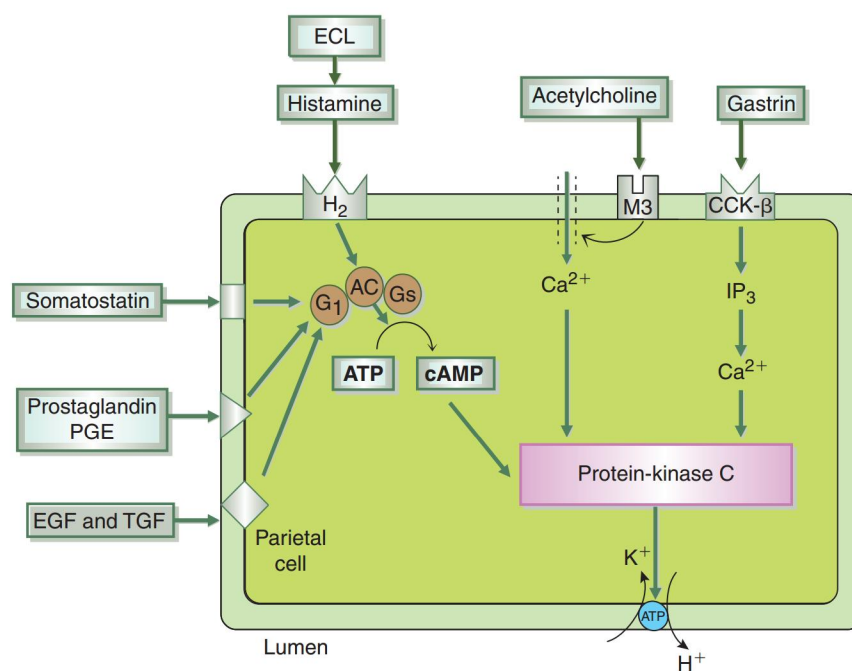 ECL
Histamine
Acetylcholine
Gastrin
H₂
M3
CCK-β
Somatostatin
G₁
AC
Gs
Ca²⁺
IP₃
ATP
cAMP
Ca²⁺
Prostaglandin
PGE
Protein-kinase C
EGF and TGF
Parietal
cell
K⁺
ATP
Lumen
H⁺